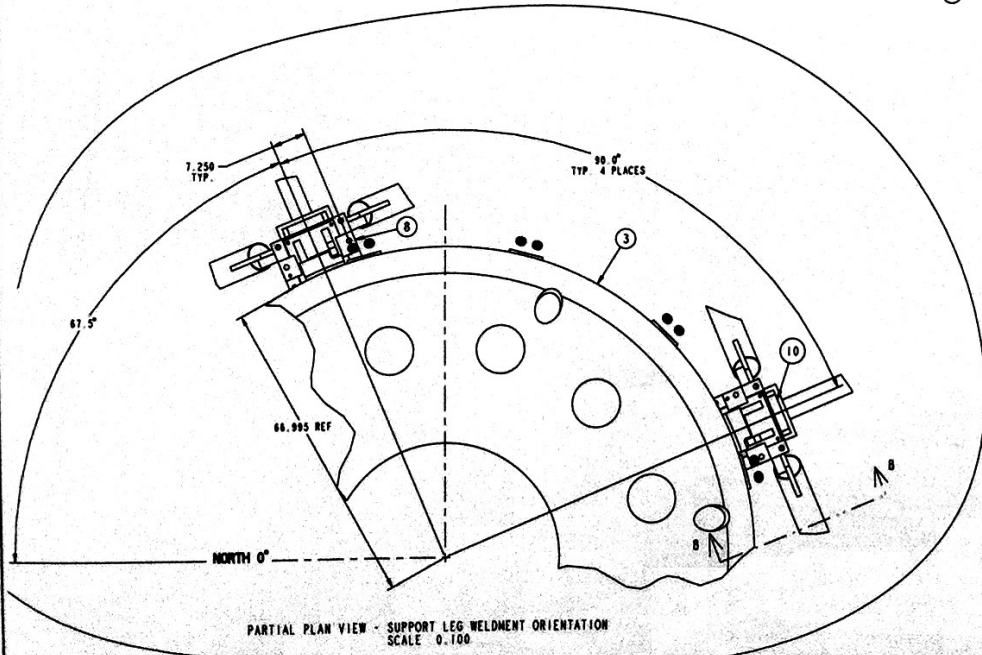 7.250
TYP.
90.0°
TYP. 4 PLACES
8
3
67.5°
10
66.995 REF
B
B
NORTH 0°
PARTIAL PLAN VIEW - SUPPORT LEG WELDMENT ORIENTATION
SCALE 0.100